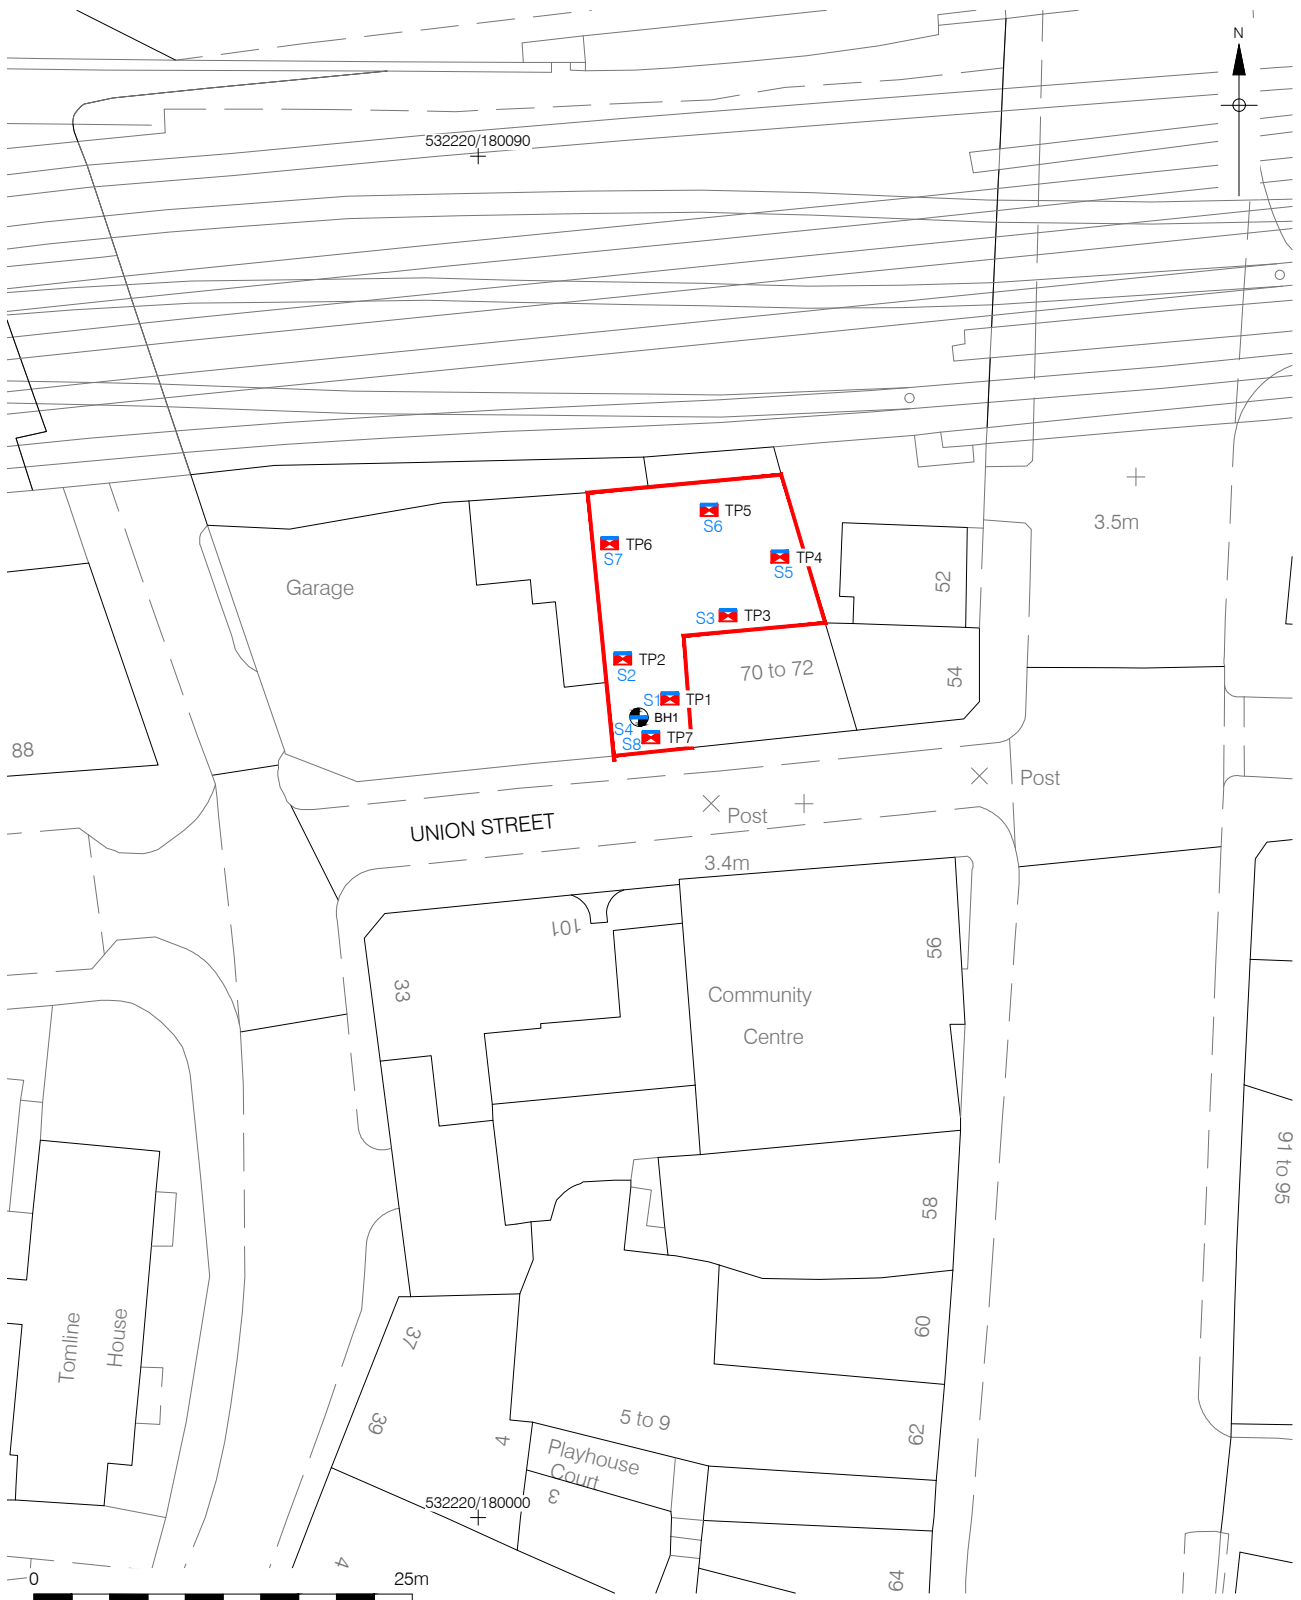 N
532220/180090
TP5
S6
TP6
S7
TP4
S5
3.5m
Garage
52
S3 TP3
TP2
S2
70 to 72
54
S1 TP1
BH1
S4
TP7
S8
88
Post
Post
UNION STREET
3.4m
101
56
33
Community
Centre
91 to 95
58
Tomline
House
37
60
39
5 to 9
62
4
Playhouse
Court
3
532220/180000
4
64
0 25m